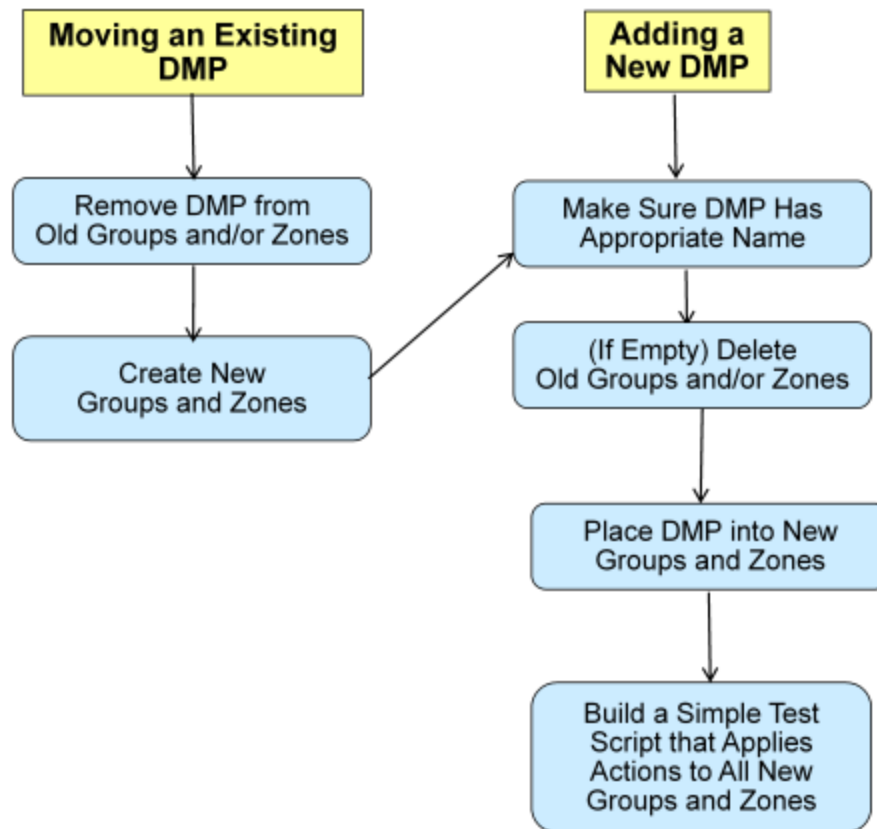 Moving an Existing
DMP
Remove DMP from
Old Groups and/or Zones
Create New
Groups and Zones
Adding a
New DMP
Make Sure DMP Has
Appropriate Name
(If Empty) Delete
Old Groups and/or Zones
Place DMP into New
Groups and Zones
Build a Simple Test
Script that Applies
Actions to All New
Groups and Zones